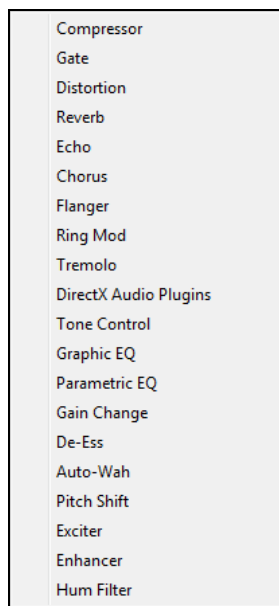 Compressor
Gate
Distortion
Reverb
Echo
Chorus
Flanger
Ring Mod
Tremolo
DirectX Audio Plugins
Tone Control
Graphic EQ
Parametric EQ
Gain Change
De-Ess
Auto-Wah
Pitch Shift
Exciter
Enhancer
Hum Filter